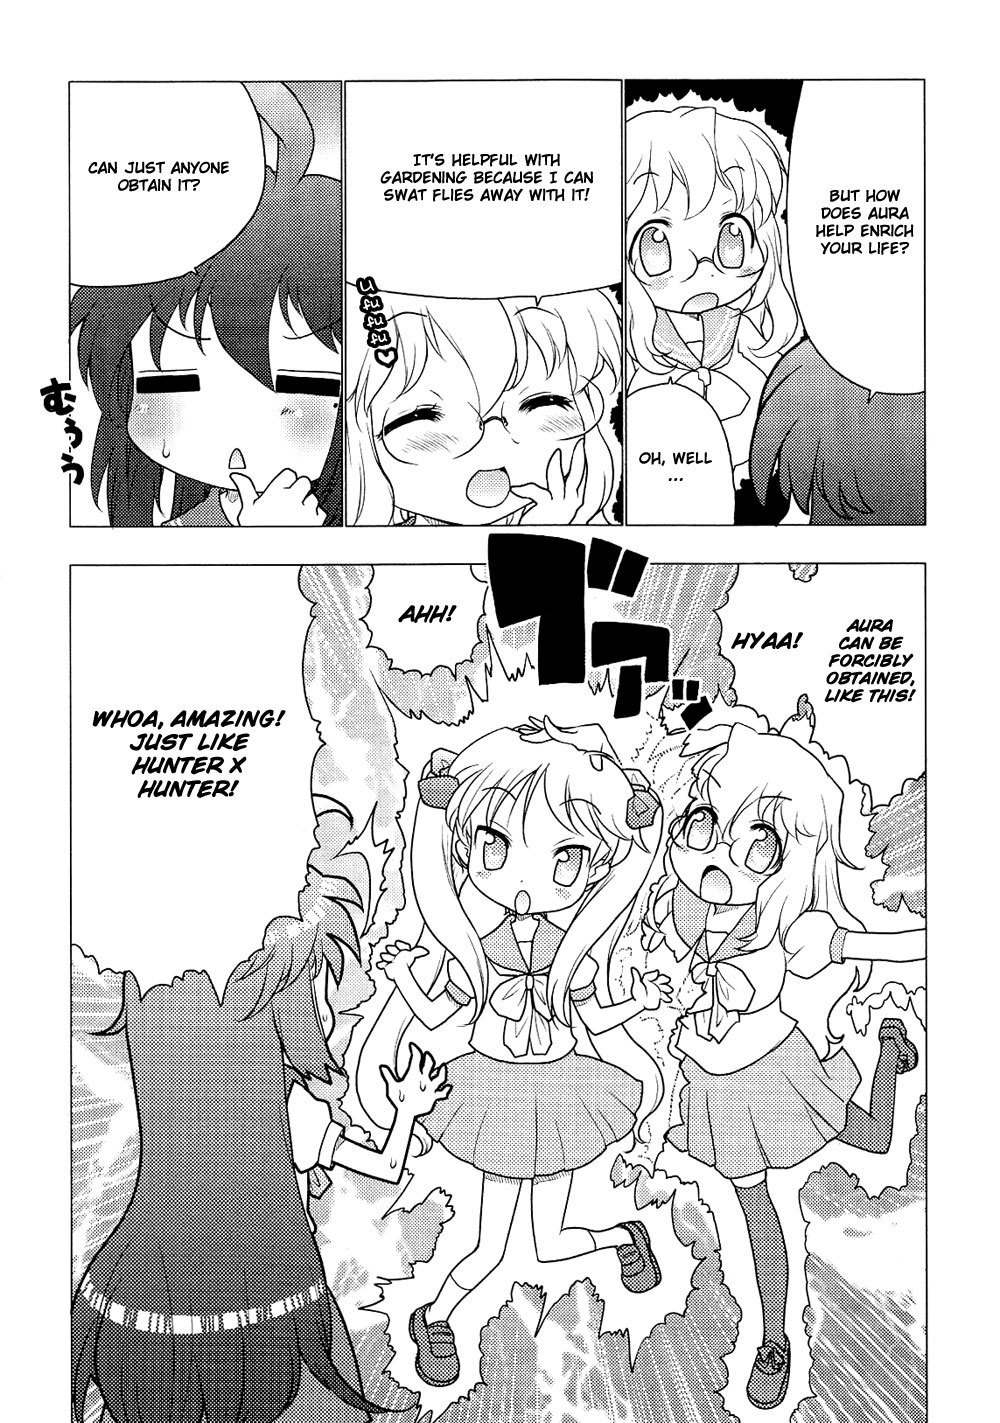 BUT HOW
DOES AURA
HELP ENRICH
YOUR LIFE?
OH, WELL
...
IT'S HELPFUL WITH
GARDENING BECAUSE I CAN
SWAT FLIES AWAY WITH IT!
CAN JUST ANYONE
OBTAIN IT?
むぅぅ
AURA
CAN BE
FORCIBLY
OBTAINED,
LIKE THIS!
HYAA!
AHH!
WHOA, AMAZING!
JUST LIKE
HUNTER X
HUNTER!